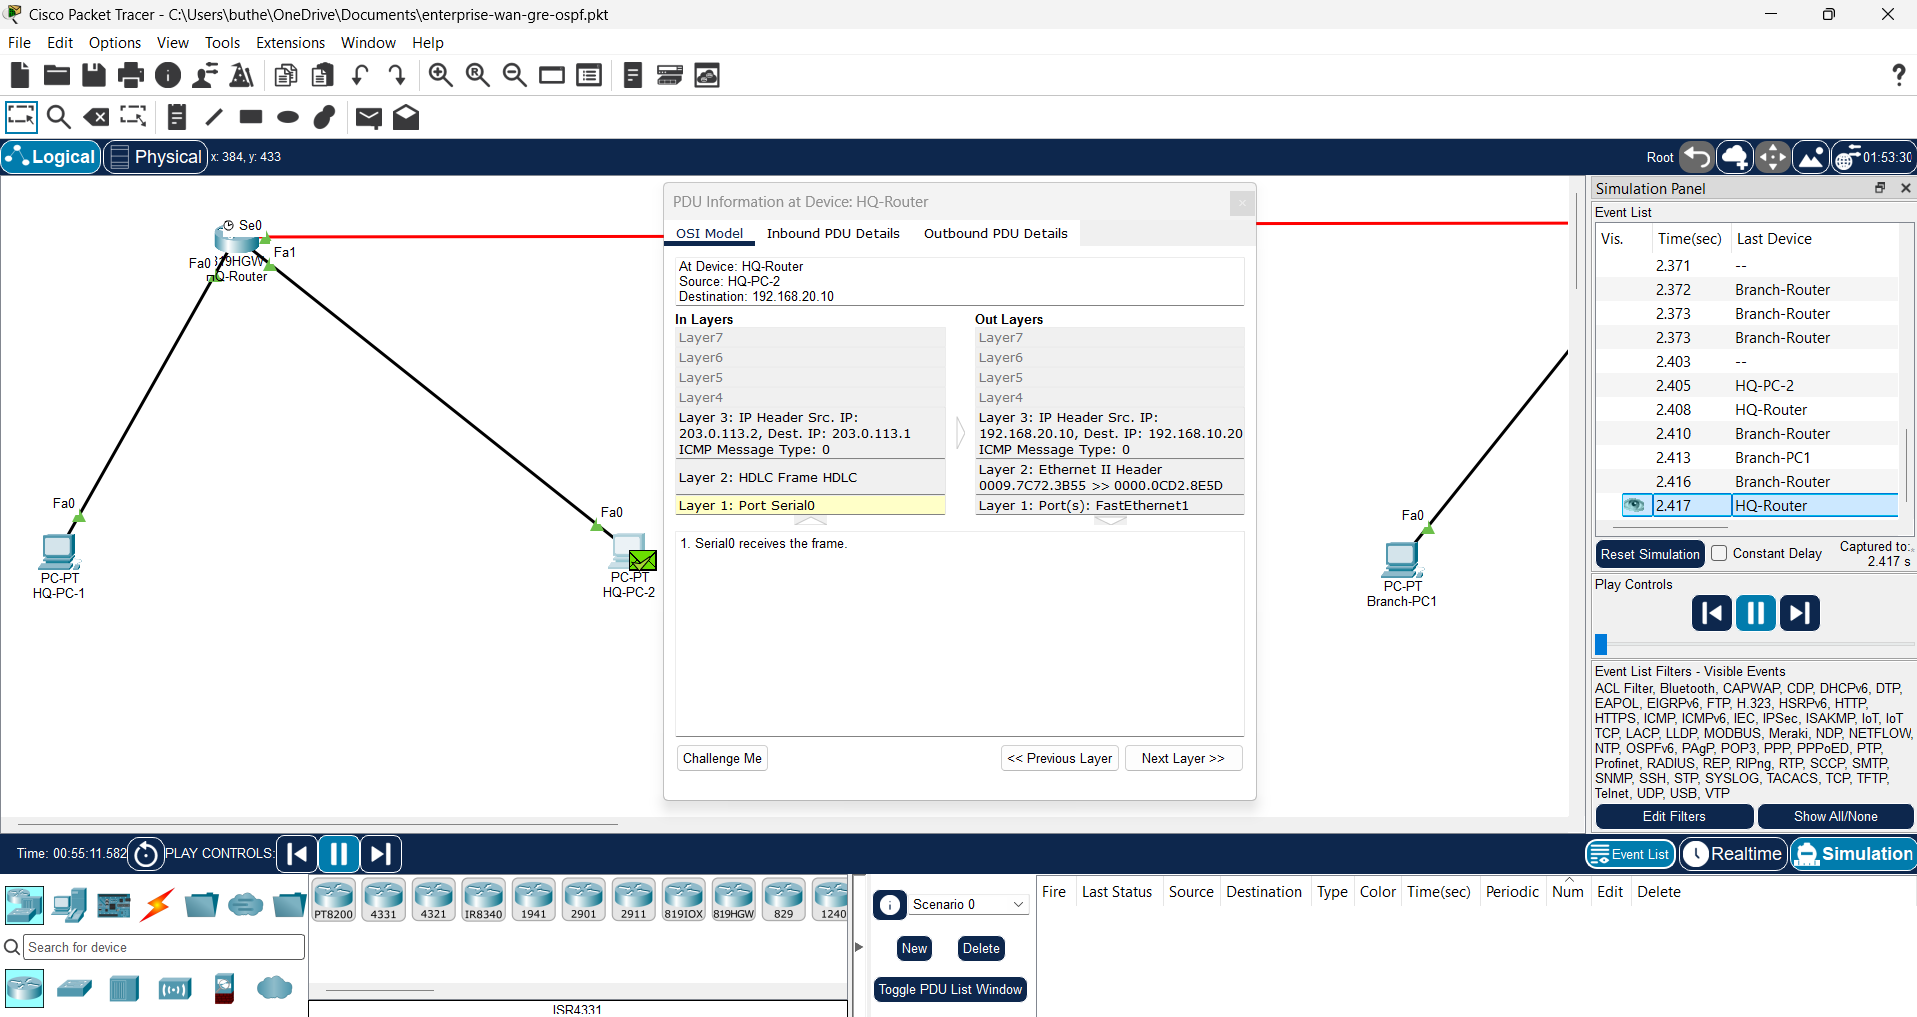 Cisco Packet Tracer - C:\Users\buthe\OneDrive\Documents\enterprise-wan-gre-ospf.pkt
File Edit Options View Tools Extensions Window Help
Logical Physical x: 384, y: 433 Root 01:53:30
Se0
Fa1
Fa0
HQ-Router
Fa0
PC-PT
HQ-PC-1
Fa0
PC-PT
HQ-PC-2
PDU Information at Device: HQ-Router
OSI Model Inbound PDU Details Outbound PDU Details
At Device: HQ-Router
Source: HQ-PC-2
Destination: 192.168.20.10
In Layers
Layer7
Layer6
Layer5
Layer4
Layer 3: IP Header Src. IP:
203.0.113.2, Dest. IP: 203.0.113.1
ICMP Message Type: 0
Layer 2: HDLC Frame HDLC
Layer 1: Port Serial0
Out Layers
Layer7
Layer6
Layer5
Layer4
Layer 3: IP Header Src. IP:
192.168.20.10, Dest. IP: 192.168.10.20
ICMP Message Type: 0
Layer 2: Ethernet II Header
0009.7C72.3B55 >> 0000.0CD2.8E5D
Layer 1: Port(s): FastEthernet1
1. Serial0 receives the frame.
Challenge Me << Previous Layer Next Layer >>
Fa0
PC-PT
Branch-PC1
Simulation Panel
Event List
Vis. Time(sec) Last Device
2.371 --
2.372 Branch-Router
2.373 Branch-Router
2.373 Branch-Router
2.403 --
2.405 HQ-PC-2
2.408 HQ-Router
2.410 Branch-Router
2.413 Branch-PC1
2.416 Branch-Router
2.417 HQ-Router
Reset Simulation Constant Delay Captured to:
2.417 s
Play Controls
Event List Filters - Visible Events
ACL Filter, Bluetooth, CAPWAP, CDP, DHCPv6, DTP,
EAPOL, EIGRPv6, FTP, H.323, HSRPv6, HTTP,
HTTPS, ICMP, ICMPv6, IEC, IPSec, ISAKMP, IoT, IoT
TCP, LACP, LLDP, MODBUS, Meraki, NDP, NETFLOW,
NTP, OSPFv6, PAgP, POP3, PPP, PPPoED, PTP,
Profinet, RADIUS, REP, RIPng, RTP, SCCP, SMTP,
SNMP, SSH, STP, SYSLOG, TACACS, TCP, TFTP,
Telnet, UDP, USB, VTP
Edit Filters Show All/None
Time: 00:55:11.582 PLAY CONTROLS:
Event List Realtime Simulation
PT8200 4331 4321 IR8340 1941 2901 2911 819IOX 819HGW 829 1240
Search for device
ISR4331
Scenario 0
New Delete
Toggle PDU List Window
Fire Last Status Source Destination Type Color Time(sec) Periodic Num Edit Delete